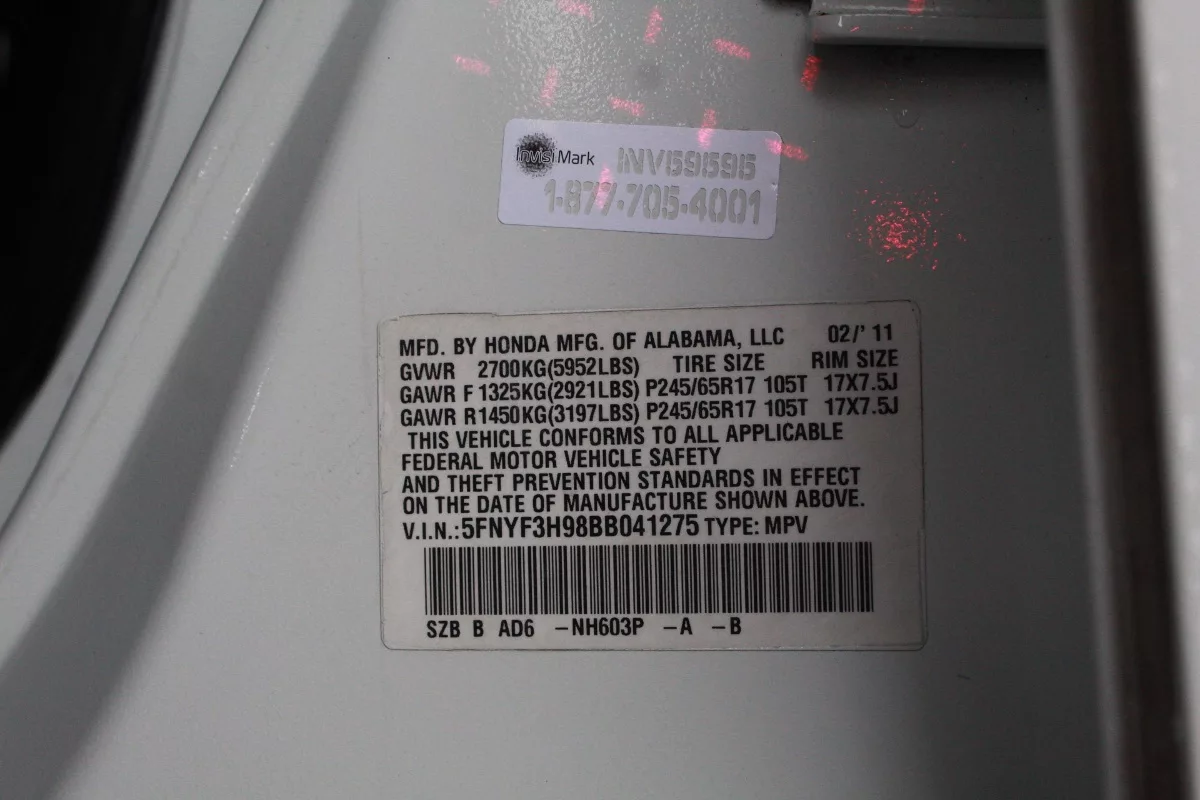 InvisiMark INV59595
1-877-705-4001
MFD. BY HONDA MFG. OF ALABAMA, LLC 02/' 11
GVWR 2700KG(5952LBS) TIRE SIZE RIM SIZE
GAWR F 1325KG(2921LBS) P245/65R17 105T 17X7.5J
GAWR R1450KG(3197LBS) P245/65R17 105T 17X7.5J
THIS VEHICLE CONFORMS TO ALL APPLICABLE
FEDERAL MOTOR VEHICLE SAFETY
AND THEFT PREVENTION STANDARDS IN EFFECT
ON THE DATE OF MANUFACTURE SHOWN ABOVE.
V.I.N.:5FNYF3H98BB041275 TYPE: MPV
SZB B AD6 -NH603P -A -B